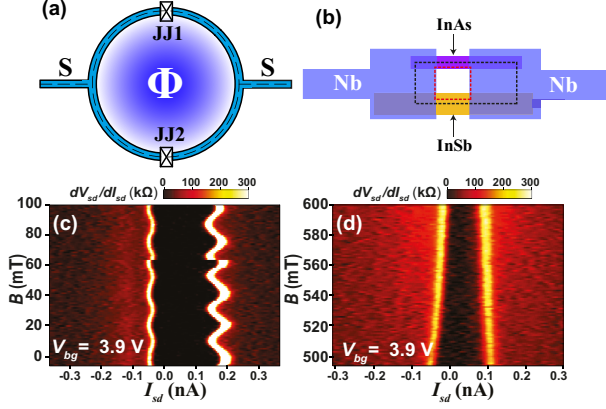 (a)
JJ1
S
S
Φ
JJ2
(b)
InAs
Nb
Nb
InSb
dV_sd/dI_sd (kΩ) 0 100 200 300
(c)
B (mT)
100
80
60
40
20
0
V_bg = 3.9 V
-0.3 -0.2 -0.1 0.0 0.1 0.2 0.3
I_sd (nA)
dV_sd/dI_sd (kΩ) 0 100 200 300
(d)
B (mT)
600
580
560
540
520
500
V_bg = 3.9 V
-0.3 -0.2 -0.1 0.0 0.1 0.2 0.3
I_sd (nA)